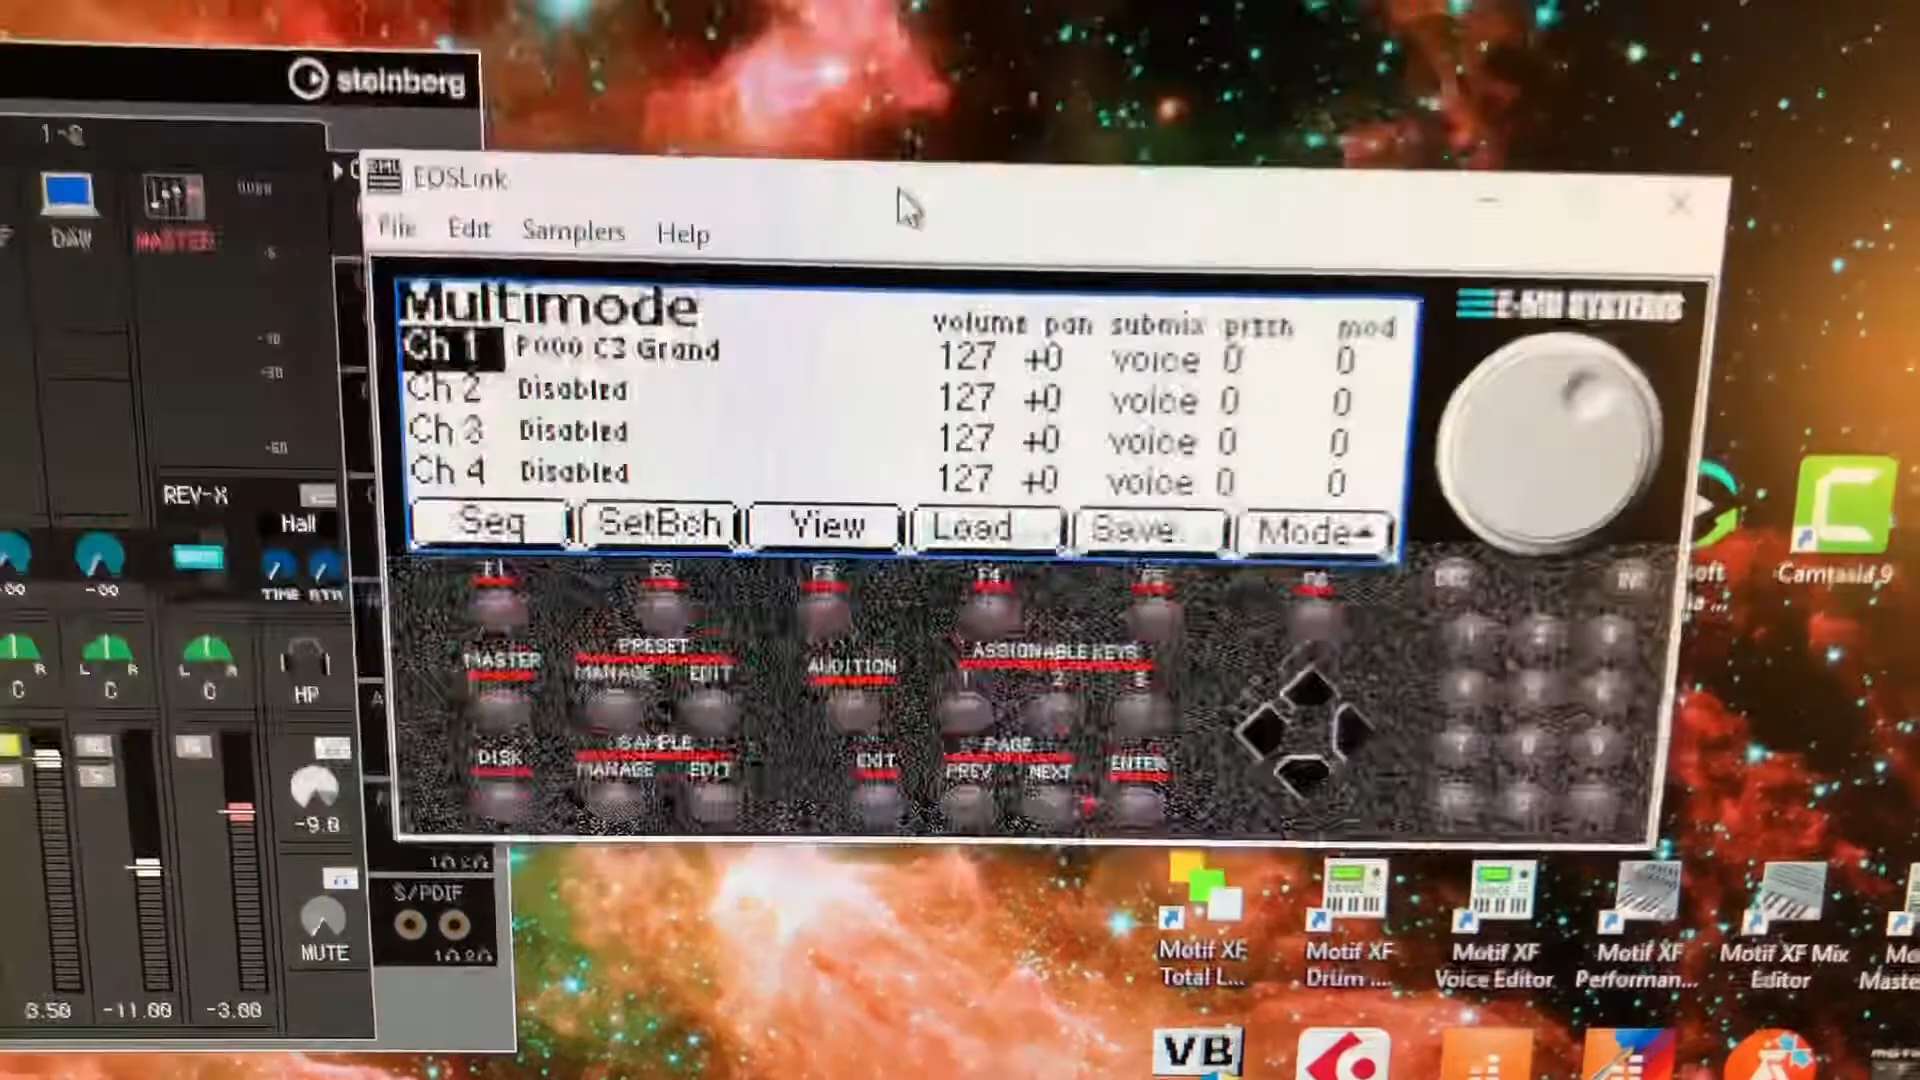 steinberg
DAW
MASTER
REV-X
Hall
TIME RTN
-00
-00
L R
L R
C C C
HP
-9.0
MUTE
3.50 -11.00 -3.00
S/PDIF
EOSLink
File Edit Samplers Help
Multimode
volume pan submix pitch mod
Ch 1 P000 C3 Grand 127 +0 voice 0 0
Ch 2 Disabled 127 +0 voice 0 0
Ch 3 Disabled 127 +0 voice 0 0
Ch 4 Disabled 127 +0 voice 0 0
Seq SetBch View Load... Save... Mode
E-MU SYSTEMS
F1 F2 F3 F4 F5 F6
DEC INC
MASTER
PRESET
MANAGE EDIT
AUDITION
ASSIGNABLE KEYS
1 2 3
DISK
SAMPLE
MANAGE EDIT
EXIT
PAGE
PREV NEXT
ENTER
Camtasia 9
Motif XF
Total L...
Motif XF
Drum ....
Motif XF
Voice Editor
Motif XF
Performan...
Motif XF Mix
Editor
VB